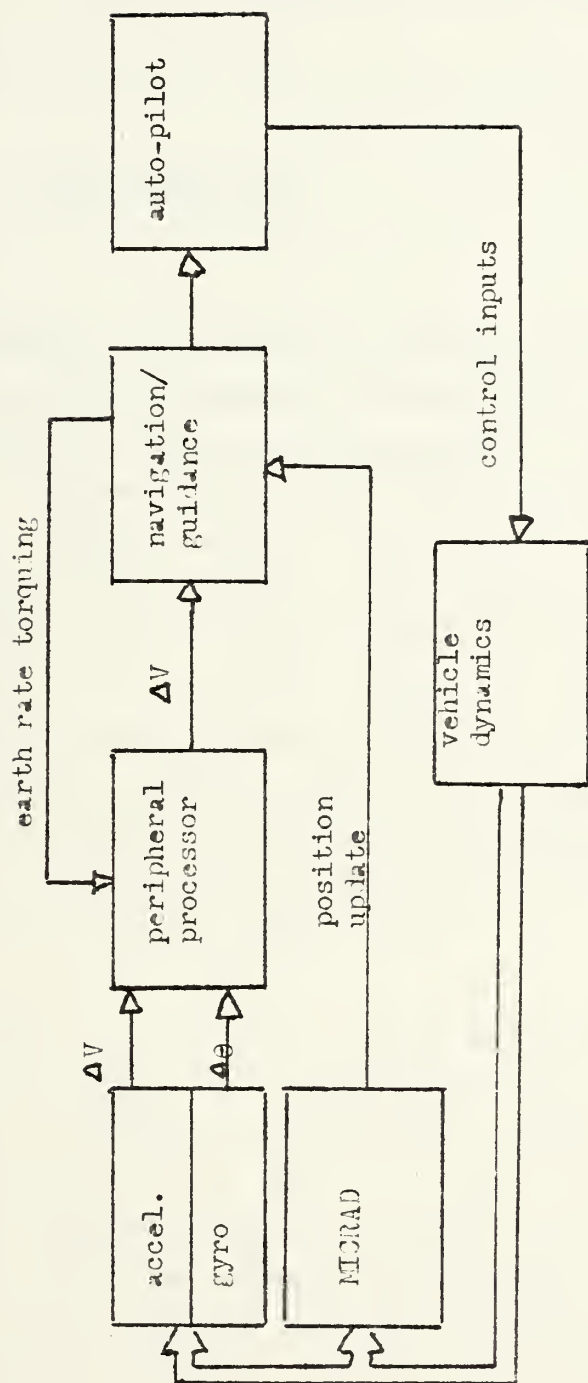 earth rate torquing
accel.
gyro
ΔV
Δθ
peripheral
processor
ΔV
navigation/
guidance
auto-pilot
MICRAD
position
update
vehicle
dynamics
control inputs